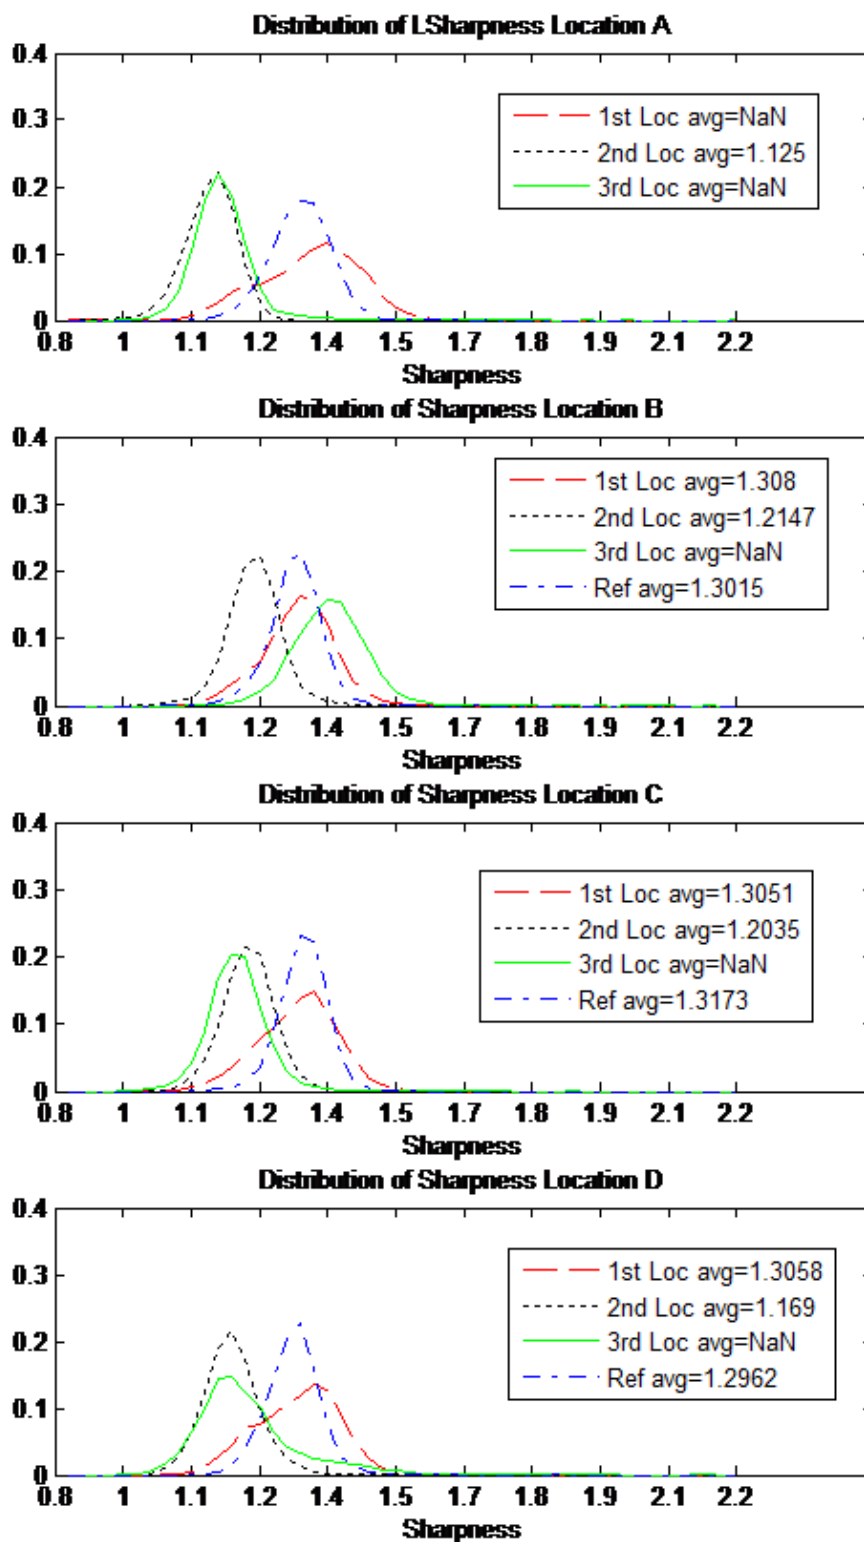 Distribution of LSharpness Location A
0.4
0.3
0.2
0.1
0
1st Loc avg=NaN
2nd Loc avg=1.125
3rd Loc avg=NaN
0.8 1 1.1 1.2 1.4 1.5 1.7 1.8 1.9 2.1 2.2
Sharpness
Distribution of Sharpness Location B
0.4
0.3
0.2
0.1
0
1st Loc avg=1.308
2nd Loc avg=1.2147
3rd Loc avg=NaN
Ref avg=1.3015
0.8 1 1.1 1.2 1.4 1.5 1.7 1.8 1.9 2.1 2.2
Sharpness
Distribution of Sharpness Location C
0.4
0.3
0.2
0.1
0
1st Loc avg=1.3051
2nd Loc avg=1.2035
3rd Loc avg=NaN
Ref avg=1.3173
0.8 1 1.1 1.2 1.4 1.5 1.7 1.8 1.9 2.1 2.2
Sharpness
Distribution of Sharpness Location D
0.4
0.3
0.2
0.1
0
1st Loc avg=1.3058
2nd Loc avg=1.169
3rd Loc avg=NaN
Ref avg=1.2962
0.8 1 1.1 1.2 1.4 1.5 1.7 1.8 1.9 2.1 2.2
Sharpness